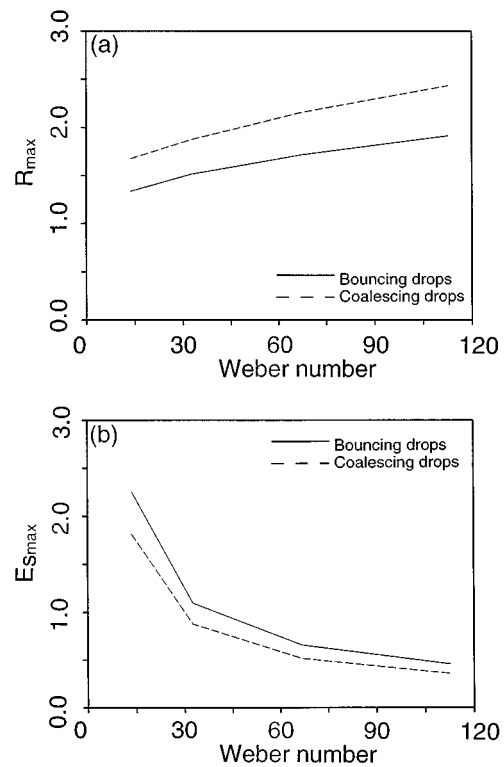 (a)
3.0
2.0
1.0
0.0
Rmax
Bouncing drops
Coalescing drops
0 30 60 90 120
Weber number
(b)
3.0
2.0
1.0
0.0
Esmax
Bouncing drops
Coalescing drops
0 30 60 90 120
Weber number